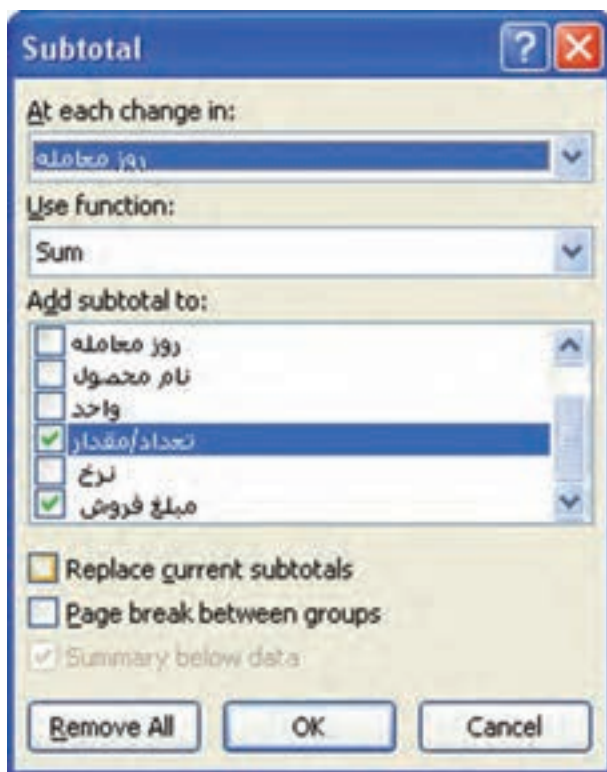 Subtotal
At each change in:
روز معامله
Use function:
Sum
Add subtotal to:
روز معامله
نام محصول
واحد
تعداد/مقدار
نرخ
مبلغ فروش
Replace current subtotals
Page break between groups
Summary below data
Remove All OK Cancel